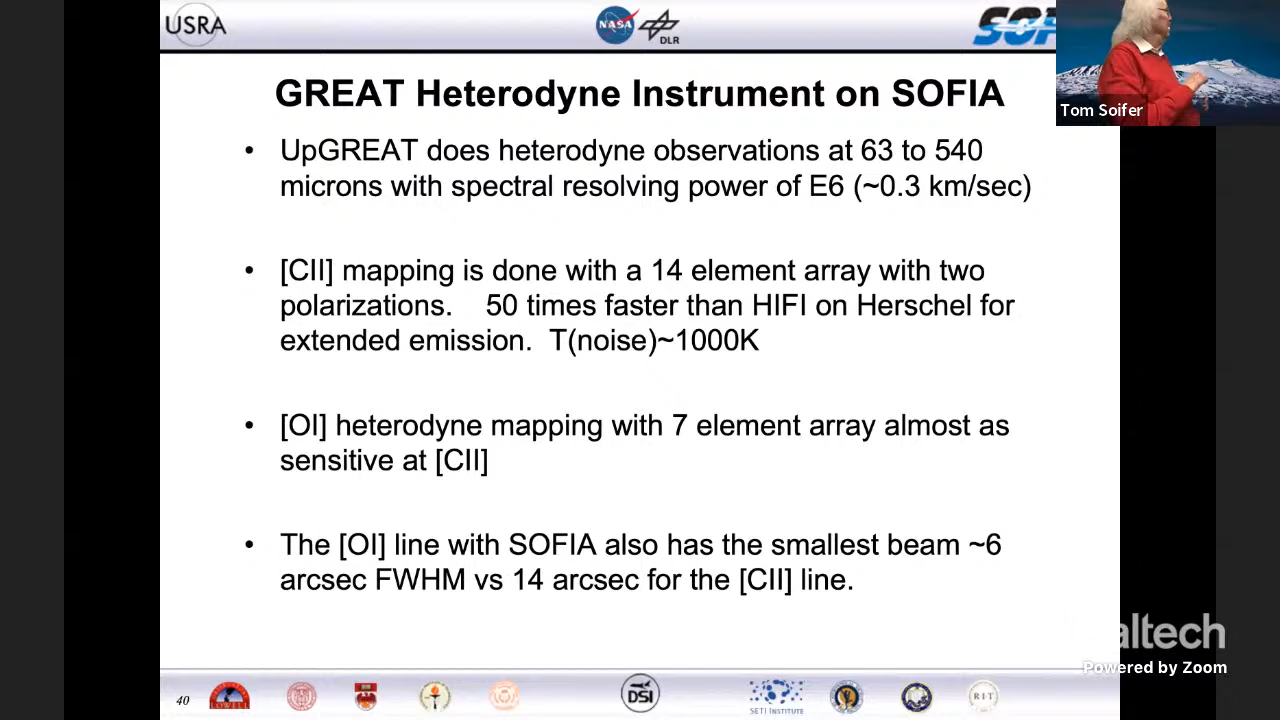 USRA
NASA
DLR
Tom Soifer
GREAT Heterodyne Instrument on SOFIA
• UpGREAT does heterodyne observations at 63 to 540
microns with spectral resolving power of E6 (~0.3 km/sec)
• [CII] mapping is done with a 14 element array with two
polarizations. 50 times faster than HIFI on Herschel for
extended emission. T(noise)~1000K
• [OI] heterodyne mapping with 7 element array almost as
sensitive at [CII]
• The [OI] line with SOFIA also has the smallest beam ~6
arcsec FWHM vs 14 arcsec for the [CII] line.
altech
Powered by Zoom
40
LOWELL
DSI
SETI INSTITUTE
R·I·T